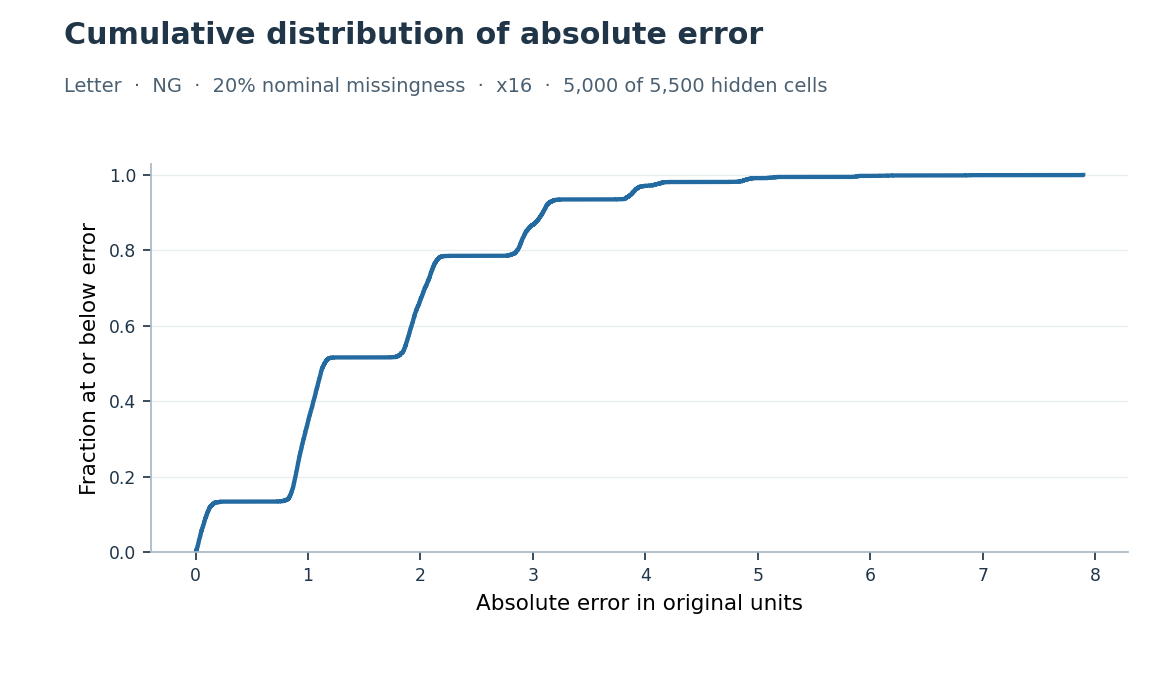 Cumulative distribution of absolute error
Letter · NG · 20% nominal missingness · x16 · 5,000 of 5,500 hidden cells
Fraction at or below error
1.0
0.8
0.6
0.4
0.2
0.0
0 1 2 3 4 5 6 7 8
Absolute error in original units